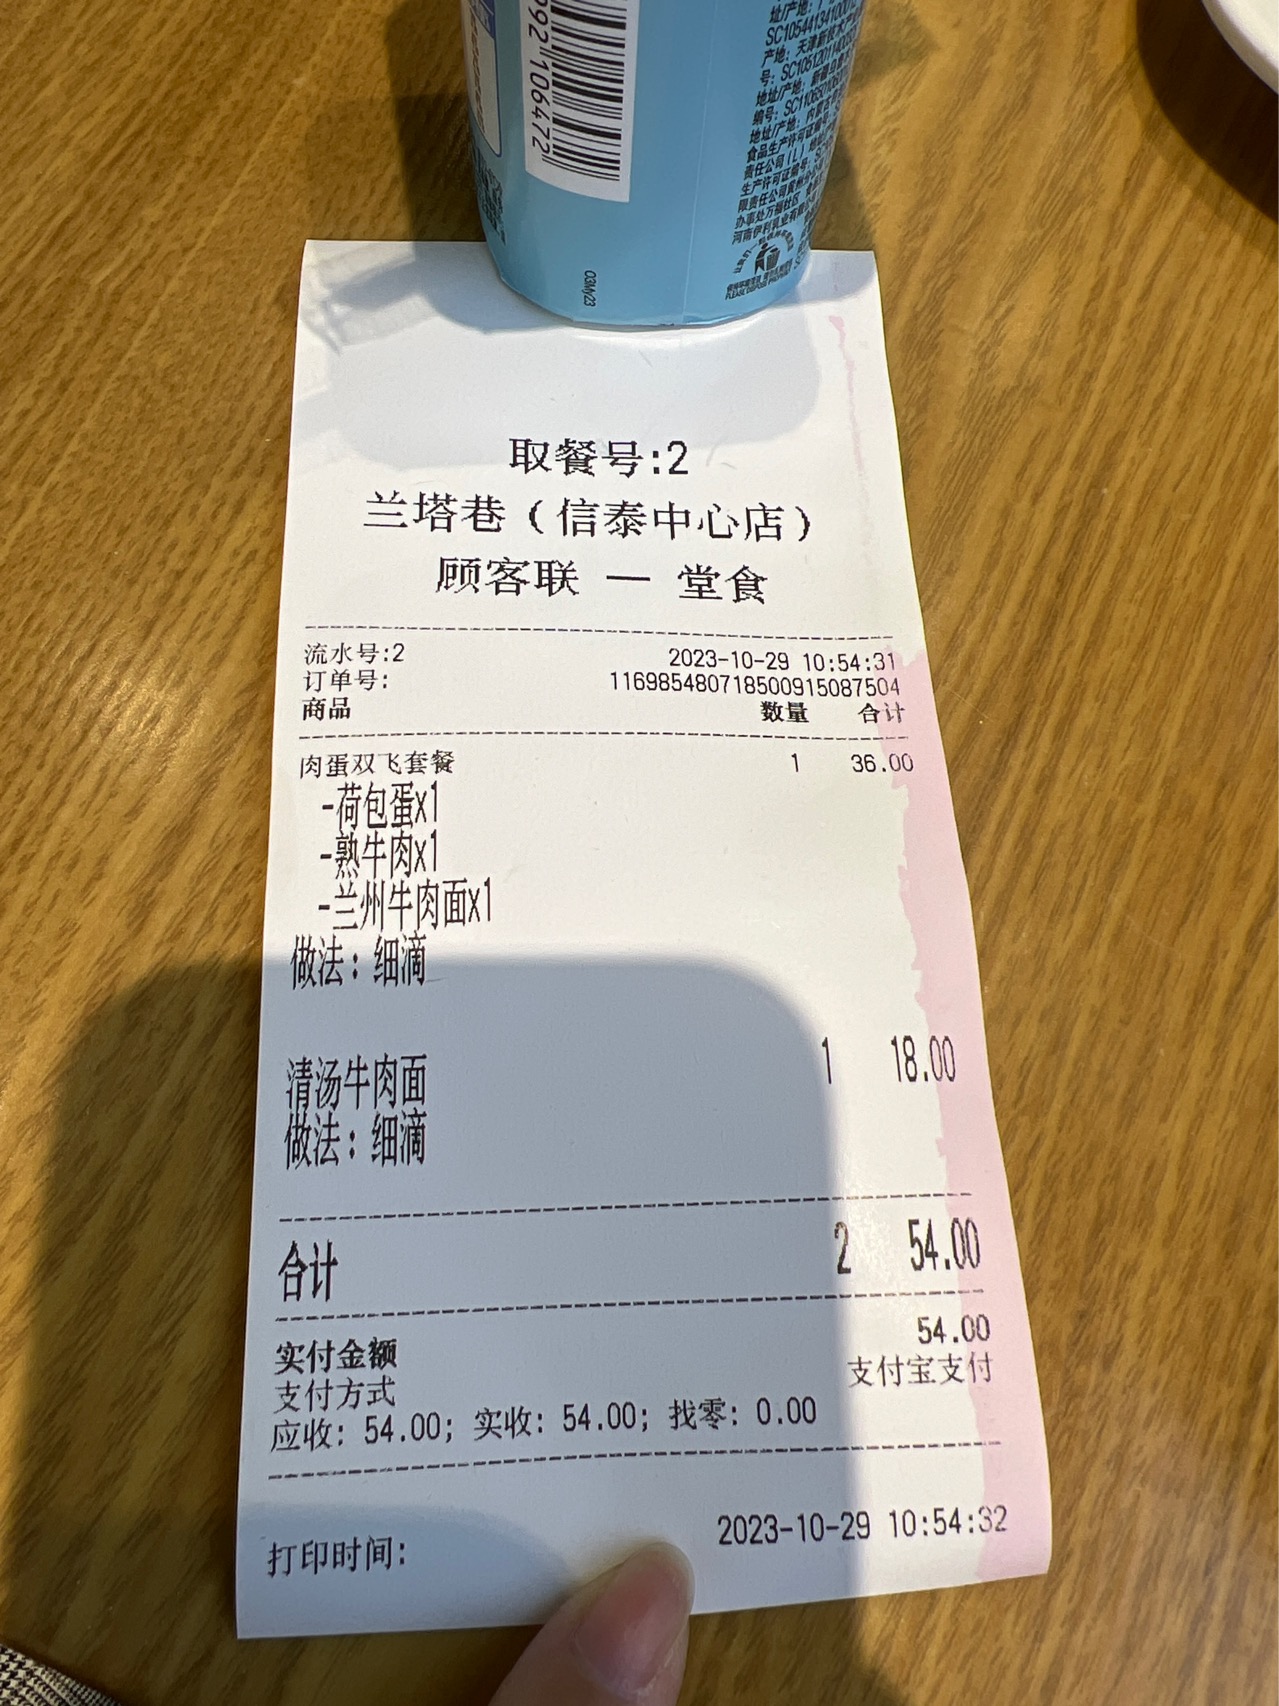 992 106472
03My23
取餐号:2
兰塔巷（信泰中心店）
顾客联 — 堂食
流水号:2 2023-10-29 10:54:31
订单号: 116985480718500915087504
商品 数量 合计
肉蛋双飞套餐 1 36.00
-荷包蛋x1
-熟牛肉x1
-兰州牛肉面x1
做法：细滴
清汤牛肉面 1 18.00
做法：细滴
合计 2 54.00
实付金额 54.00
支付方式 支付宝支付
应收: 54.00; 实收: 54.00; 找零: 0.00
打印时间: 2023-10-29 10:54:32